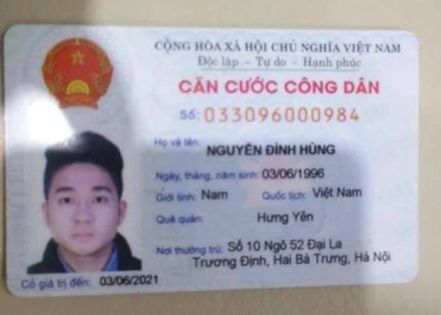 CỘNG HÒA XÃ HỘI CHỦ NGHĨA VIỆT NAM
Độc lập - Tự do - Hạnh phúc
CĂN CƯỚC CÔNG DÂN
Số: 033096000984
Họ và tên:
NGUYỄN ĐÌNH HÙNG
Ngày, tháng, năm sinh: 03/06/1996
Giới tính: Nam Quốc tịch: Việt Nam
Quê quán: Hưng Yên
Nơi thường trú: Số 10 Ngõ 52 Đại La
Trương Định, Hai Bà Trưng, Hà Nội
Có giá trị đến: 03/06/2021